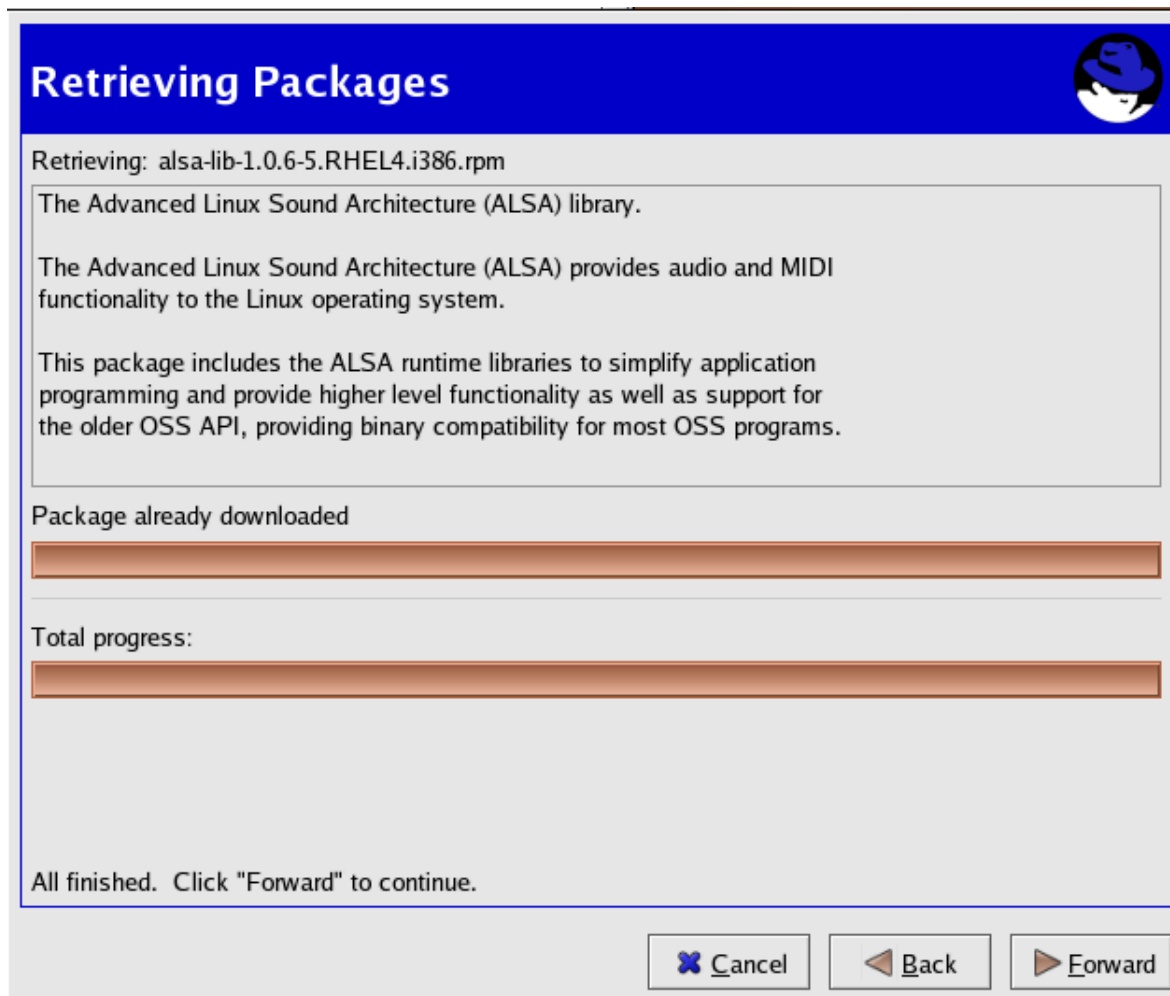 Retrieving Packages
Retrieving: alsa-lib-1.0.6-5.RHEL4.i386.rpm
The Advanced Linux Sound Architecture (ALSA) library.
The Advanced Linux Sound Architecture (ALSA) provides audio and MIDI
functionality to the Linux operating system.
This package includes the ALSA runtime libraries to simplify application
programming and provide higher level functionality as well as support for
the older OSS API, providing binary compatibility for most OSS programs.
Package already downloaded
Total progress:
All finished.  Click "Forward" to continue.
Cancel
Back
Forward